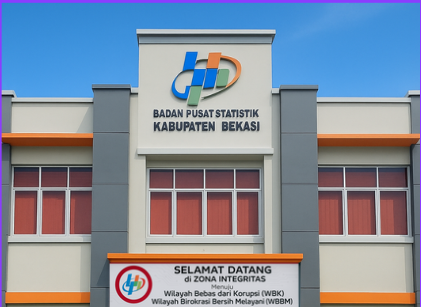 BADAN PUSAT STATISTIK
KABUPATEN BEKASI
SELAMAT DATANG
di ZONA INTEGRITAS
Menuju
Wilayah Bebas dari Korupsi (WBK)
Wilayah Birokrasi Bersih Melayani (WBBM)